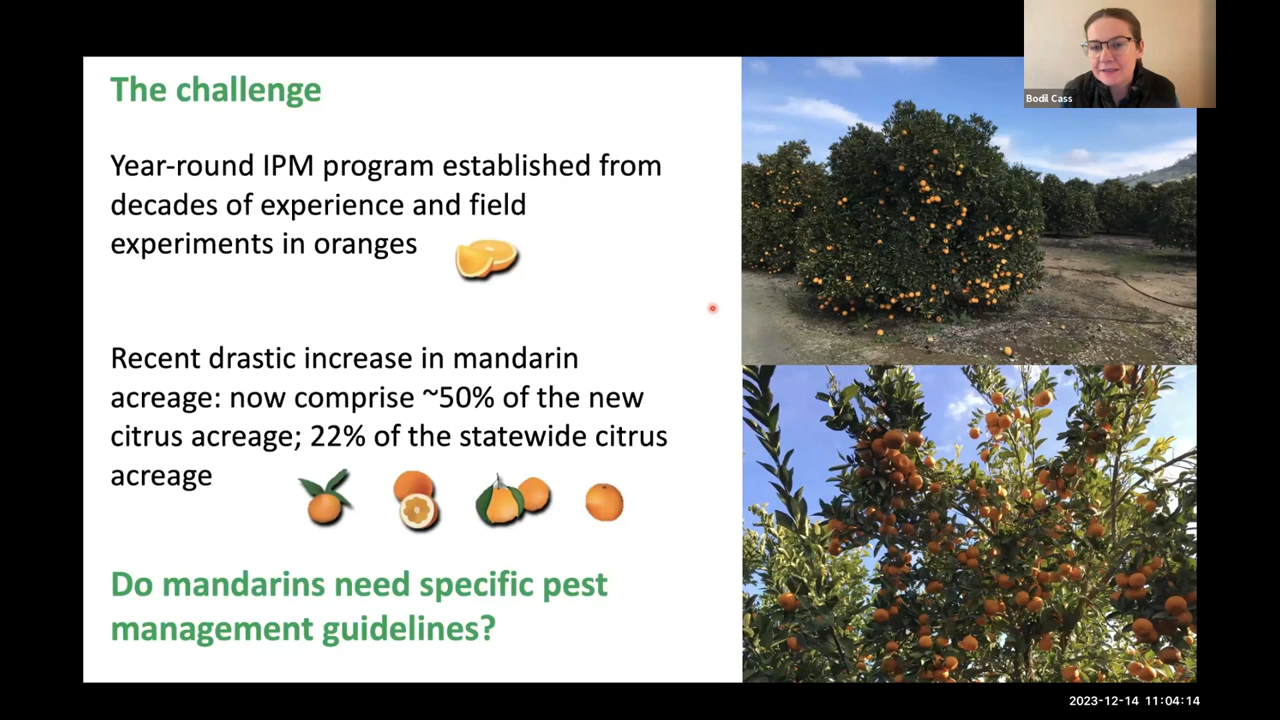 Bodil Cass
The challenge
Year-round IPM program established from
decades of experience and field
experiments in oranges
Recent drastic increase in mandarin
acreage: now comprise ~50% of the new
citrus acreage; 22% of the statewide citrus
acreage
Do mandarins need specific pest
management guidelines?
2023-12-14 11:04:14